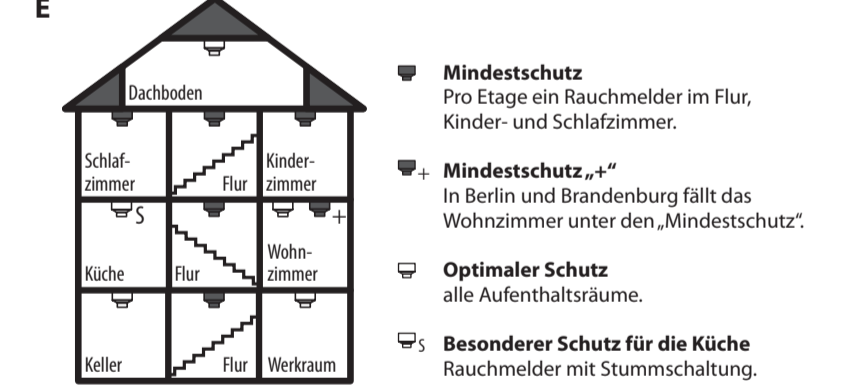 E
Dachboden
Schlaf-
zimmer
Flur
Kinder-
zimmer
S
+
Küche
Flur
Wohn-
zimmer
Keller
Flur
Werkraum
Mindestschutz
Pro Etage ein Rauchmelder im Flur,
Kinder- und Schlafzimmer.
+ Mindestschutz „+“
In Berlin und Brandenburg fällt das
Wohnzimmer unter den „Mindestschutz“.
Optimaler Schutz
alle Aufenthaltsräume.
S Besonderer Schutz für die Küche
Rauchmelder mit Stummschaltung.